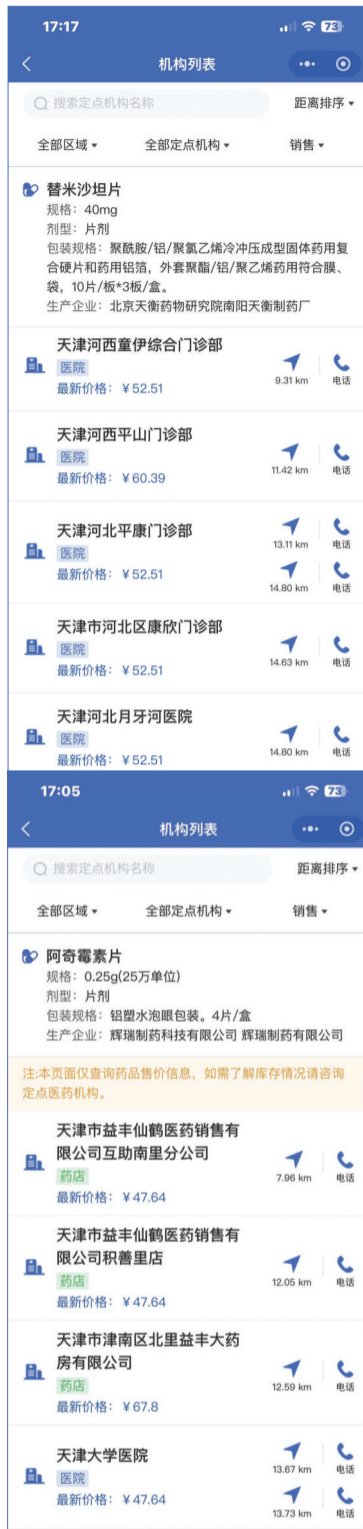 17:17
73
机构列表
搜索定点机构名称
距离排序
全部区域
全部定点机构
销售
替米沙坦片
规格：40mg
剂型：片剂
包装规格：聚酰胺/铝/聚氯乙烯冷冲压成型固体药用复
合硬片和药用铝箔，外套聚酯/铝/聚乙烯药用符合膜、
袋，10片/板*3板/盒。
生产企业：北京天衡药物研究院南阳天衡制药厂
天津河西童伊综合门诊部
医院
最新价格：￥52.51
9.31 km
电话
天津河西平山门诊部
医院
最新价格：￥60.39
11.42 km
电话
天津河北平康门诊部
医院
最新价格：￥52.51
13.11 km
电话
14.80 km
电话
天津市河北区康欣门诊部
医院
最新价格：￥52.51
14.63 km
电话
天津河北月牙河医院
医院
最新价格：￥52.51
14.80 km
电话
17:05
73
机构列表
搜索定点机构名称
距离排序
全部区域
全部定点机构
销售
阿奇霉素片
规格：0.25g(25万单位)
剂型：片剂
包装规格：铝塑水泡眼包装。4片/盒
生产企业：辉瑞制药科技有限公司 辉瑞制药有限公司
注:本页面仅查询药品售价信息，如需了解库存情况请咨询
定点医药机构。
天津市益丰仙鹤医药销售有
限公司互助南里分公司
药店
最新价格：￥47.64
7.96 km
电话
天津市益丰仙鹤医药销售有
限公司积善里店
药店
最新价格：￥47.64
12.05 km
电话
天津市津南区北里益丰大药
房有限公司
药店
最新价格：￥67.8
12.59 km
电话
天津大学医院
医院
最新价格：￥47.64
13.67 km
电话
13.73 km
电话